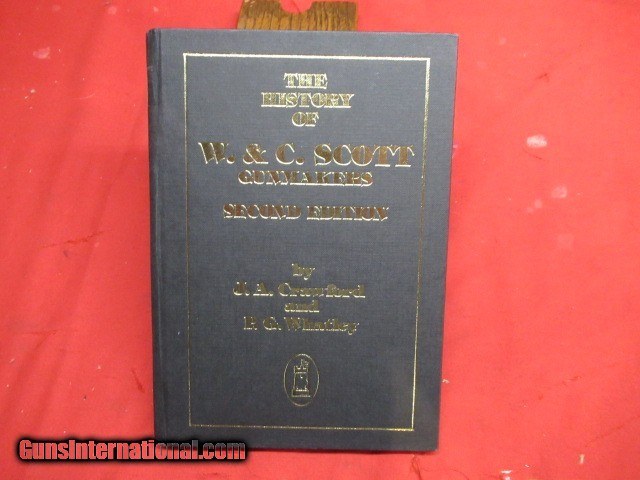 THE
HISTORY
OF
W. & C. SCOTT
GUNMAKERS
SECOND EDITION
by
J. A. Crawford
and
P. G. Whatley
GunsInternational.com